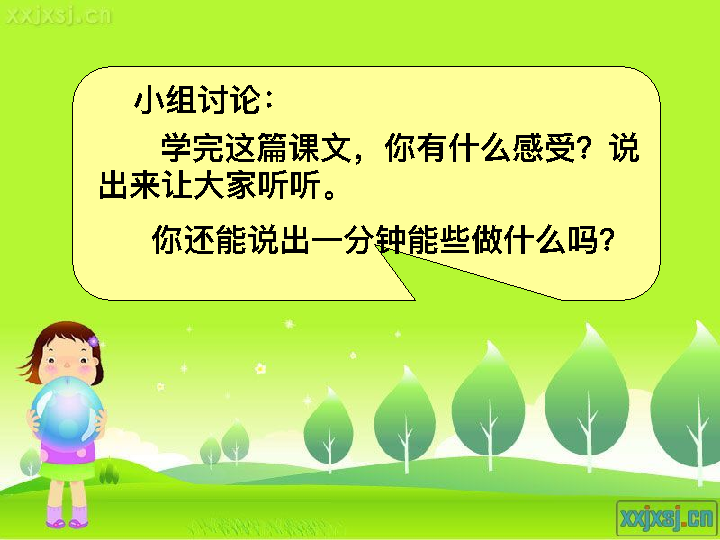 xxjxsj.cn
小组讨论：
学完这篇课文，你有什么感受？说
出来让大家听听。
你还能说出一分钟能些做什么吗？
xxjxsj.cn